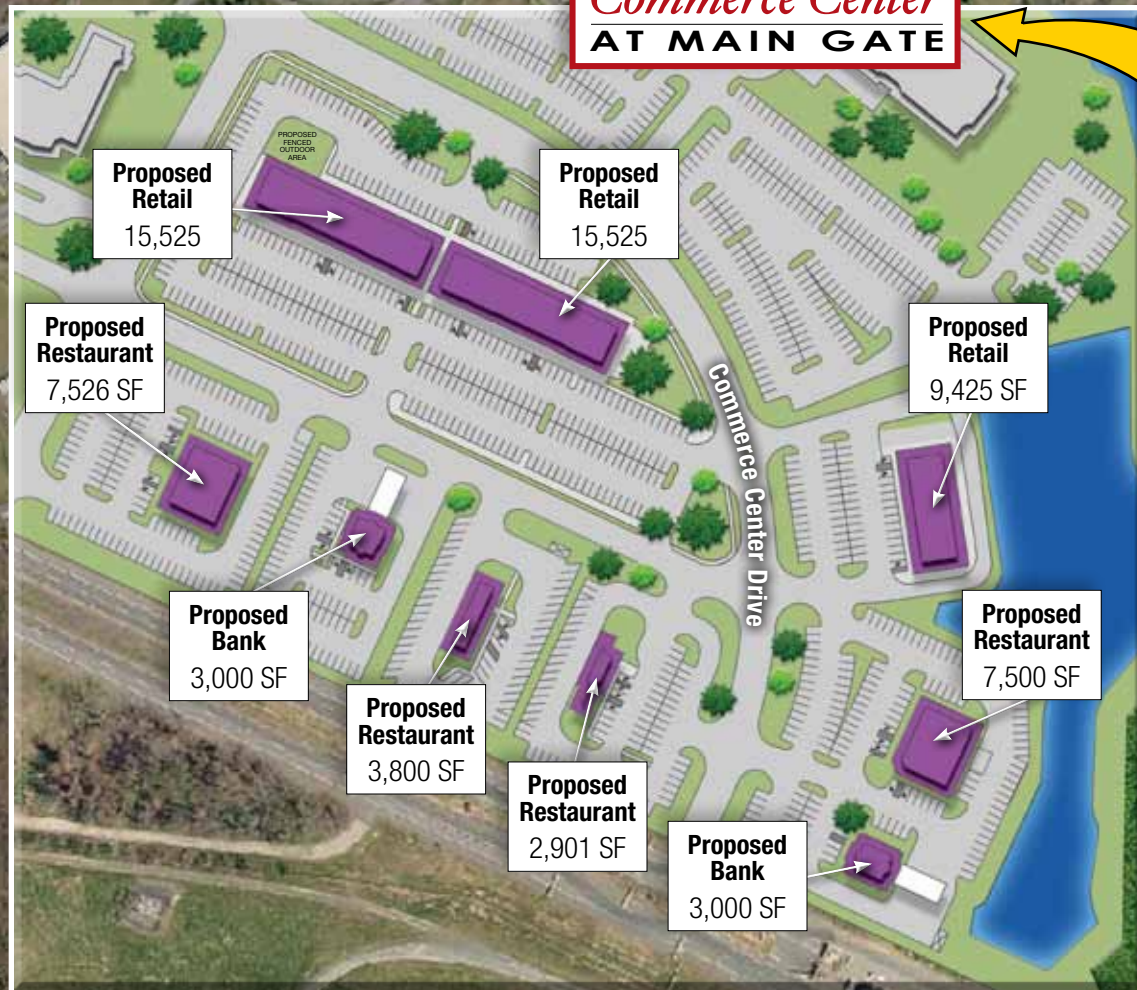 Commerce Center
AT MAIN GATE
PROPOSED
FENCED
OUTDOOR
AREA
Proposed
Retail
15,525
Proposed
Retail
15,525
Proposed
Restaurant
7,526 SF
Proposed
Retail
9,425 SF
Commerce Center Drive
Proposed
Bank
3,000 SF
Proposed
Restaurant
7,500 SF
Proposed
Restaurant
3,800 SF
Proposed
Restaurant
2,901 SF
Proposed
Bank
3,000 SF